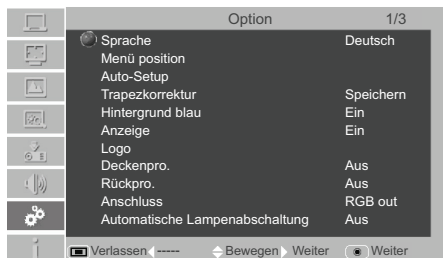 Option 1/3
Sprache Deutsch
Menü position
Auto-Setup
Trapezkorrektur Speichern
Hintergrund blau Ein
Anzeige Ein
Logo
Deckenpro. Aus
Rückpro. Aus
Anschluss RGB out
Automatische Lampenabschaltung Aus
Verlassen ----- Bewegen Weiter Weiter